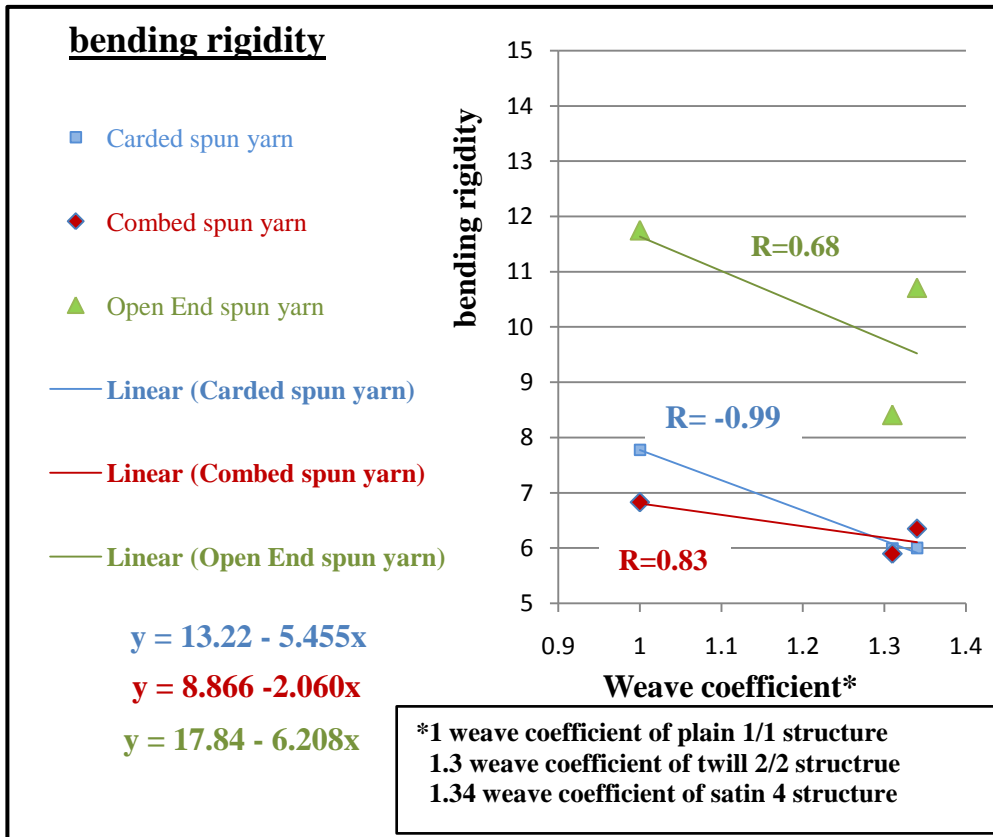 bending rigidity
Carded spun yarn
Combed spun yarn
Open End spun yarn
Linear (Carded spun yarn)
Linear (Combed spun yarn)
Linear (Open End spun yarn)
y = 13.22 - 5.455x
y = 8.866 -2.060x
y = 17.84 - 6.208x
bending rigidity
15
14
13
12
11
10
9
8
7
6
5
R=0.68
R= -0.99
R=0.83
0.9 1 1.1 1.2 1.3 1.4
Weave coefficient*
*1 weave coefficient of plain 1/1 structure
1.3 weave coefficient of twill 2/2 structrue
1.34 weave coefficient of satin 4 structure